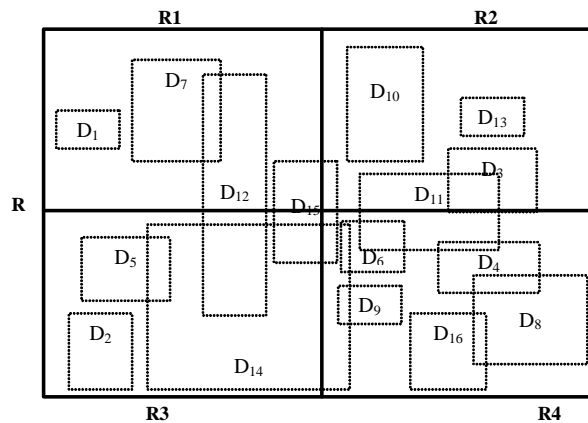 R1 R2
D₇
D₁₀
D₁₃
D₁
D₃
D₁₂ D₁₁
R D₁₅
D₅ D₆ D₄
D₉
D₂ D₁₆ D₈
D₁₄
R3 R4